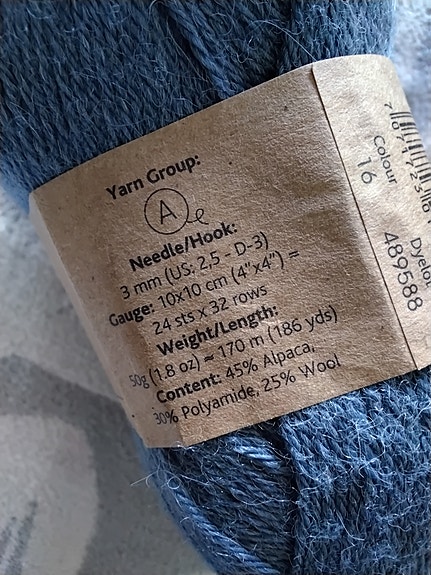 Yarn Group:
A
Needle/Hook:
3 mm (US: 2,5 - D-3)
Gauge: 10x10 cm (4"x4") =
24 sts x 32 rows
Weight/Length:
50g (1.8 oz) ≈ 170 m (186 yds)
Content: 45% Alpaca,
30% Polyamide, 25% Wool
Colour
16
489588